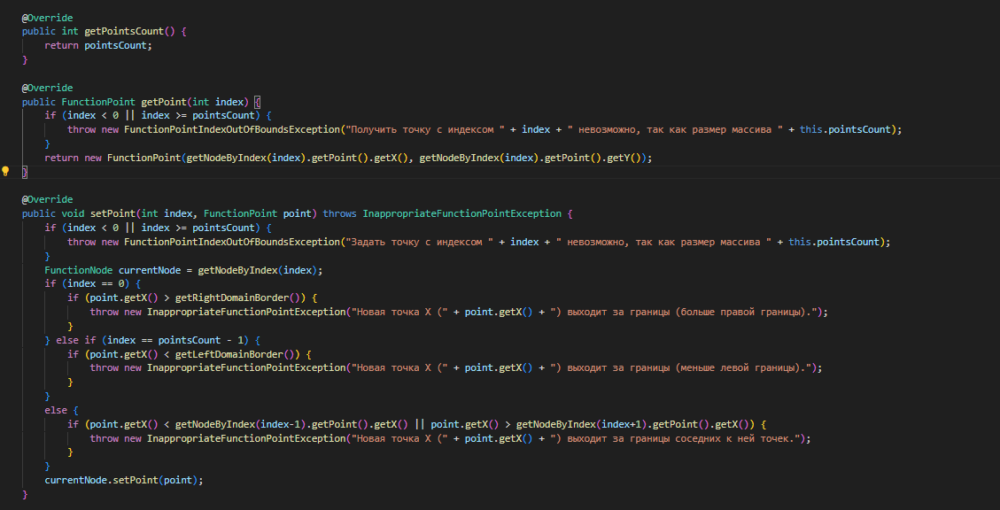 @Override
public int getPointsCount() {
    return pointsCount;
}
@Override
public FunctionPoint getPoint(int index) {
    if (index < 0 || index >= pointsCount) {
        throw new FunctionPointIndexOutOfBoundsException("Получить точку с индексом " + index + " невозможно, так как размер массива " + this.pointsCount);
    }
    return new FunctionPoint(getNodeByIndex(index).getPoint().getX(), getNodeByIndex(index).getPoint().getY());
}
@Override
public void setPoint(int index, FunctionPoint point) throws InappropriateFunctionPointException {
    if (index < 0 || index >= pointsCount) {
        throw new FunctionPointIndexOutOfBoundsException("Задать точку с индексом " + index + " невозможно, так как размер массива " + this.pointsCount);
    }
    FunctionNode currentNode = getNodeByIndex(index);
    if (index == 0) {
        if (point.getX() > getRightDomainBorder()) {
            throw new InappropriateFunctionPointException("Новая точка X (" + point.getX() + ") выходит за границы (больше правой границы).");
        }
    } else if (index == pointsCount - 1) {
        if (point.getX() < getLeftDomainBorder()) {
            throw new InappropriateFunctionPointException("Новая точка X (" + point.getX() + ") выходит за границы (меньше левой границы).");
        }
    }
    else {
        if (point.getX() < getNodeByIndex(index-1).getPoint().getX() || point.getX() > getNodeByIndex(index+1).getPoint().getX()) {
            throw new InappropriateFunctionPointException("Новая точка X (" + point.getX() + ") выходит за границы соседних к ней точек.");
        }
    }
    currentNode.setPoint(point);
}